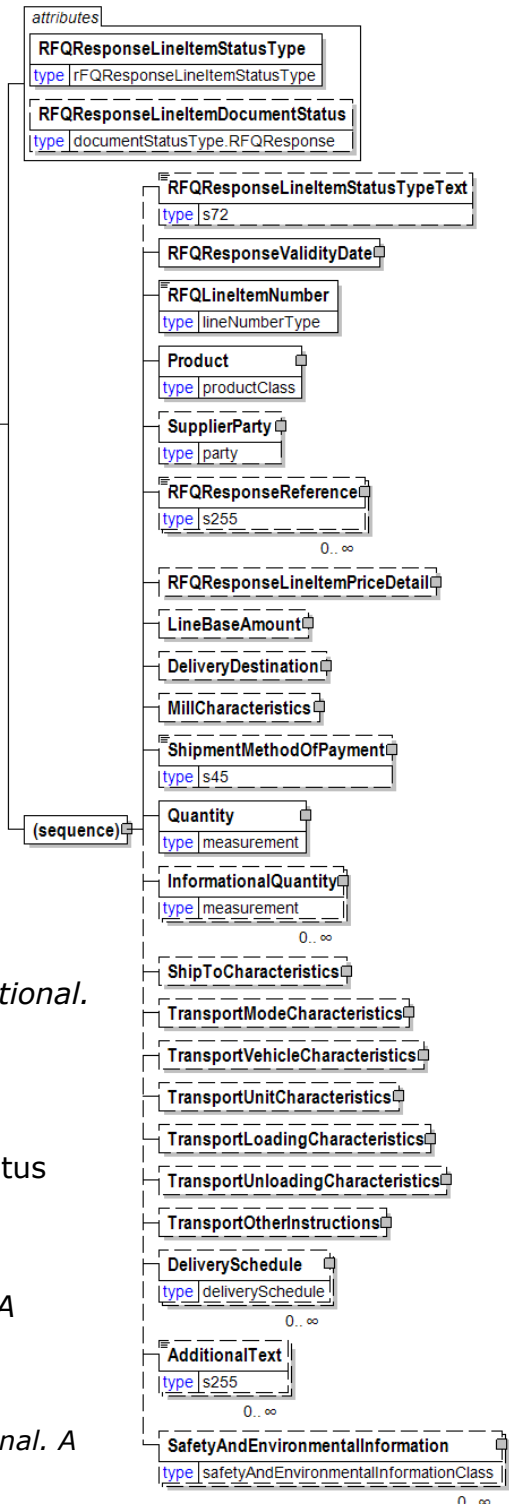 attributes
RFQResponseLineItemStatusType
type rFQResponseLineItemStatusType
RFQResponseLineItemDocumentStatus
type documentStatusType.RFQResponse
RFQResponseLineItemStatusTypeText
type s72
RFQResponseValidityDate
RFQLineItemNumber
type lineNumberType
Product
type productClass
SupplierParty
type party
RFQResponseReference
type s255
0.. ∞
RFQResponseLineItemPriceDetail
LineBaseAmount
DeliveryDestination
MillCharacteristics
ShipmentMethodOfPayment
type s45
(sequence)
Quantity
type measurement
InformationalQuantity
type measurement
0.. ∞
ShipToCharacteristics
tional.
TransportModeCharacteristics
TransportVehicleCharacteristics
TransportUnitCharacteristics
TransportLoadingCharacteristics
tus
TransportUnloadingCharacteristics
TransportOtherInstructions
DeliverySchedule
type deliverySchedule
A
0.. ∞
AdditionalText
type s255
0.. ∞
nal. A
SafetyAndEnvironmentalInformation
type safetyAndEnvironmentalInformationClass
0.. ∞